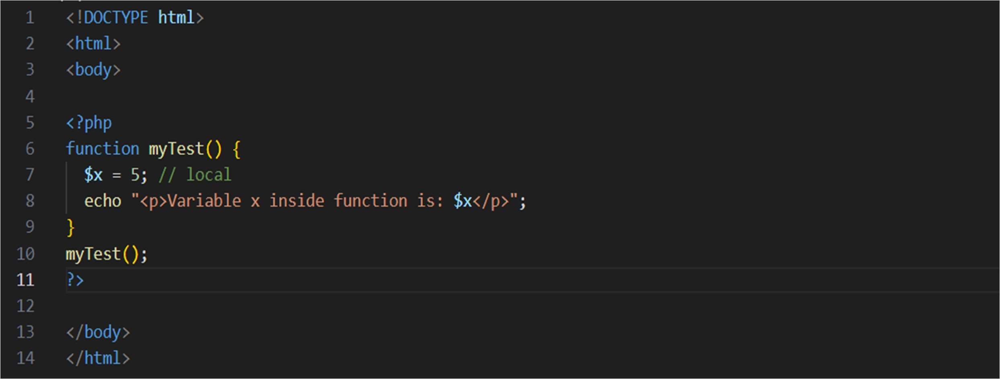 1 <!DOCTYPE html>
2 <html>
3 <body>
4
5 <?php
6 function myTest() {
7   $x = 5; // local
8   echo "<p>Variable x inside function is: $x</p>";
9 }
10 myTest();
11 ?>
12
13 </body>
14 </html>